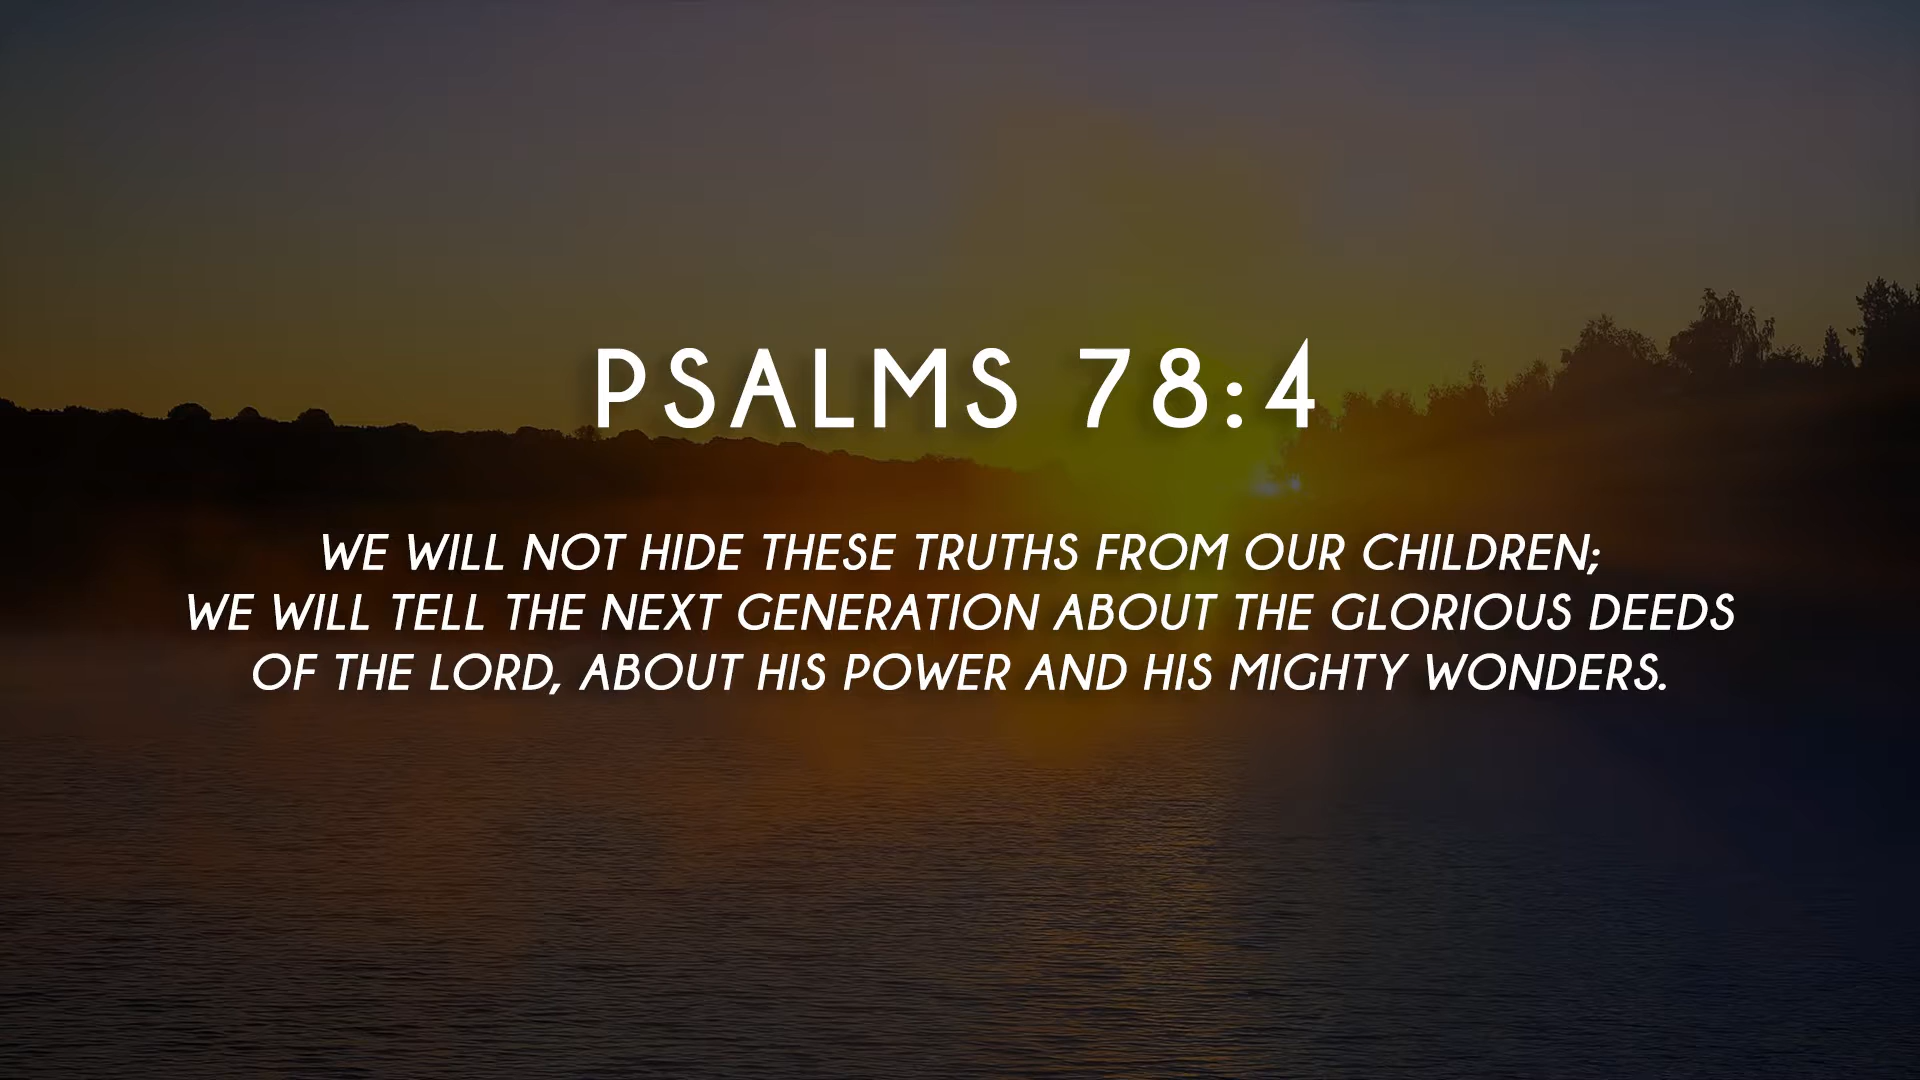 PSALMS 78:4
WE WILL NOT HIDE THESE TRUTHS FROM OUR CHILDREN;
WE WILL TELL THE NEXT GENERATION ABOUT THE GLORIOUS DEEDS
OF THE LORD, ABOUT HIS POWER AND HIS MIGHTY WONDERS.